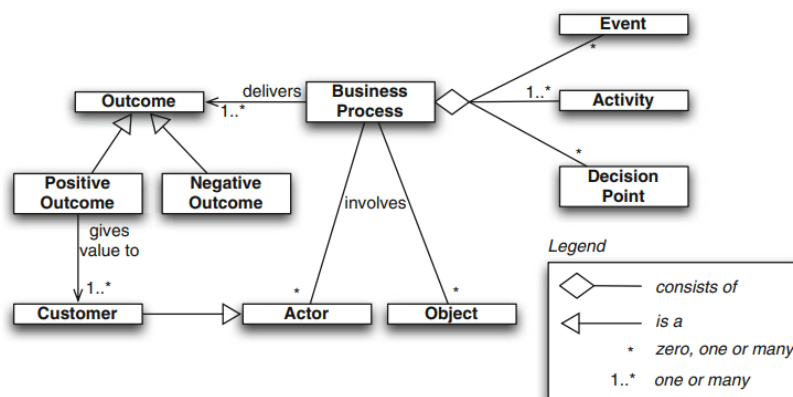 Event
*
delivers
Business
Process
Outcome
1..*
1..*
Activity
*
Positive
Outcome
Negative
Outcome
Decision
Point
involves
gives
value to
Legend
1..*
*
*
Customer
Actor
Object
consists of
is a
* zero, one or many
1..* one or many